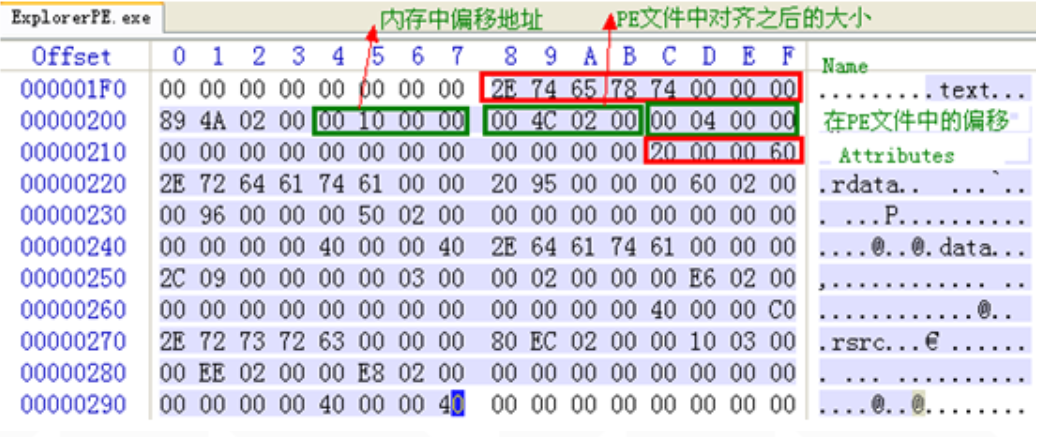 ExplorerPE.exe
内存中偏移地址 PE文件中对齐之后的大小
Offset 0 1 2 3 4 5 6 7 8 9 A B C D E F Name
000001F0 00 00 00 00 00 00 00 00 2E 74 65 78 74 00 00 00 .........text...
00000200 89 4A 02 00 00 10 00 00 00 4C 02 00 00 04 00 00 在PE文件中的偏移
00000210 00 00 00 00 00 00 00 00 00 00 00 00 20 00 00 60 Attributes
00000220 2E 72 64 61 74 61 00 00 20 95 00 00 00 60 02 00 .rdata.. ...`..
00000230 00 96 00 00 00 50 02 00 00 00 00 00 00 00 00 00 . ...P..........
00000240 00 00 00 00 40 00 00 40 2E 64 61 74 61 00 00 00 ....@..@.data...
00000250 2C 09 00 00 00 00 03 00 00 02 00 00 00 E6 02 00 ,............ ..
00000260 00 00 00 00 00 00 00 00 00 00 00 00 40 00 00 C0 ............@..
00000270 2E 72 73 72 63 00 00 00 80 EC 02 00 00 10 03 00 .rsrc...€ ......
00000280 00 EE 02 00 00 E8 02 00 00 00 00 00 00 00 00 00 . ... ..........
00000290 00 00 00 00 40 00 00 40 00 00 00 00 00 00 00 00 ....@..@........